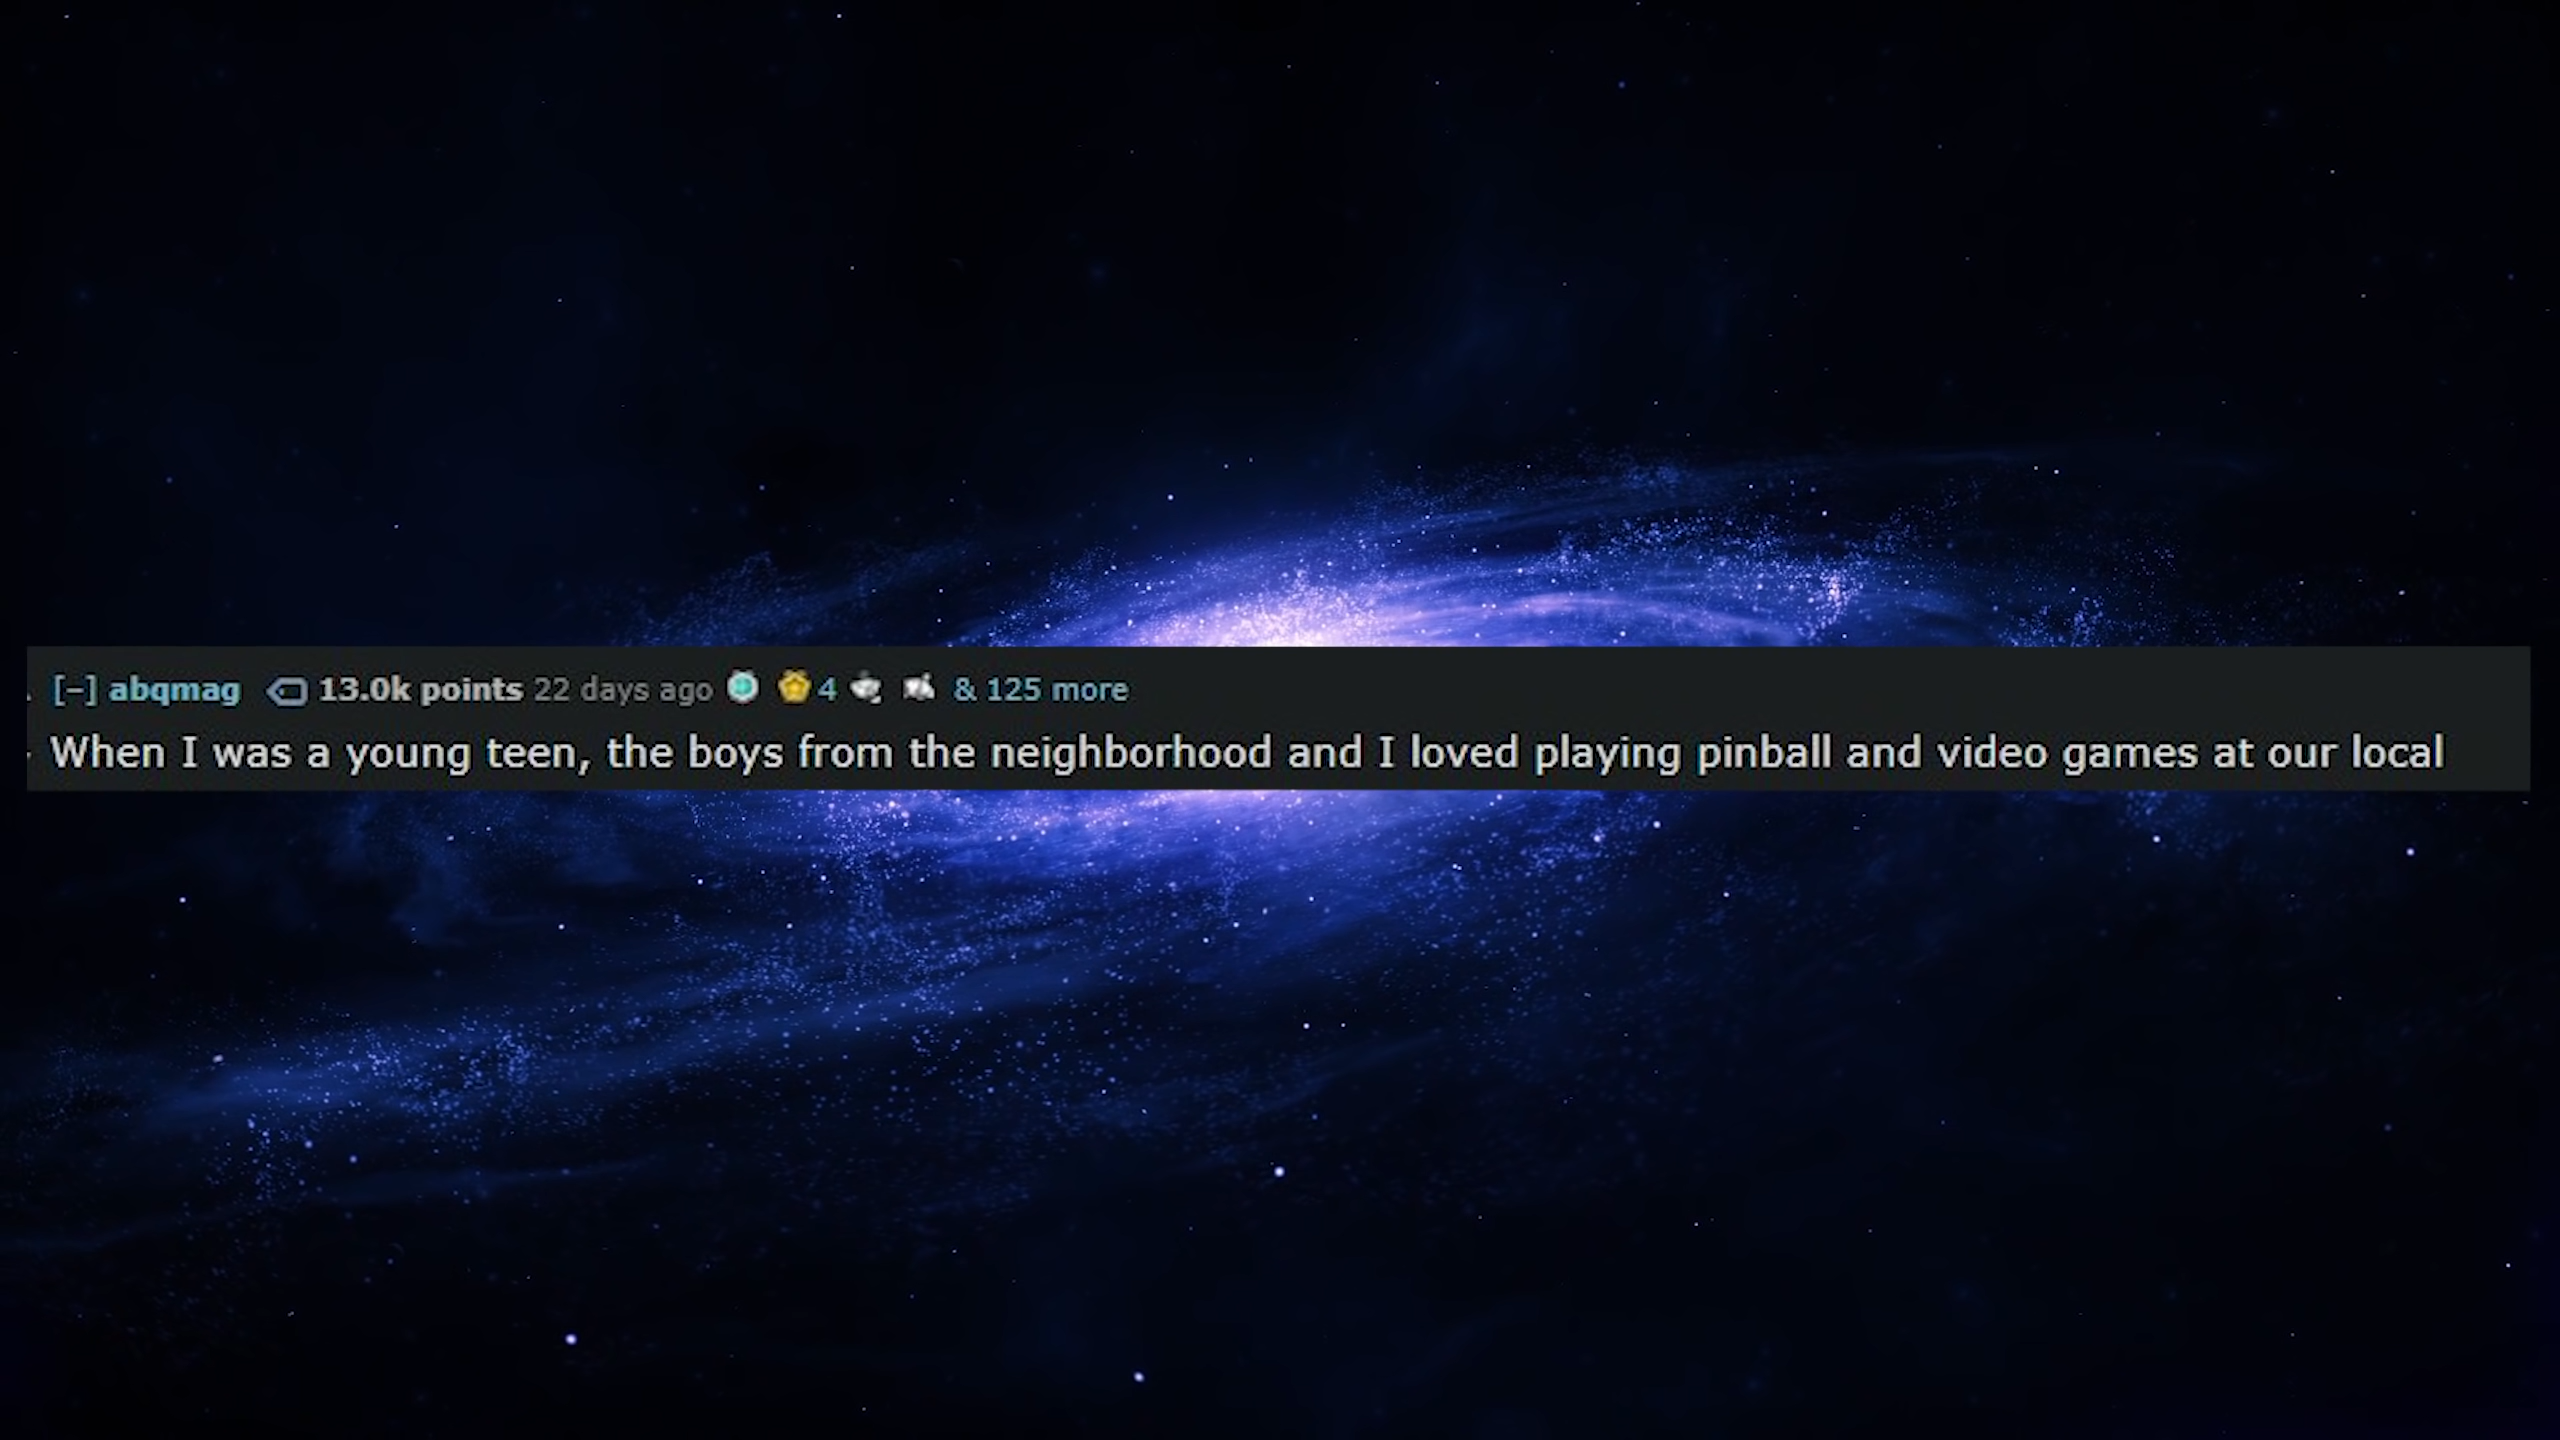 [–] abqmag 13.0k points 22 days ago 4 & 125 more
When I was a young teen, the boys from the neighborhood and I loved playing pinball and video games at our local